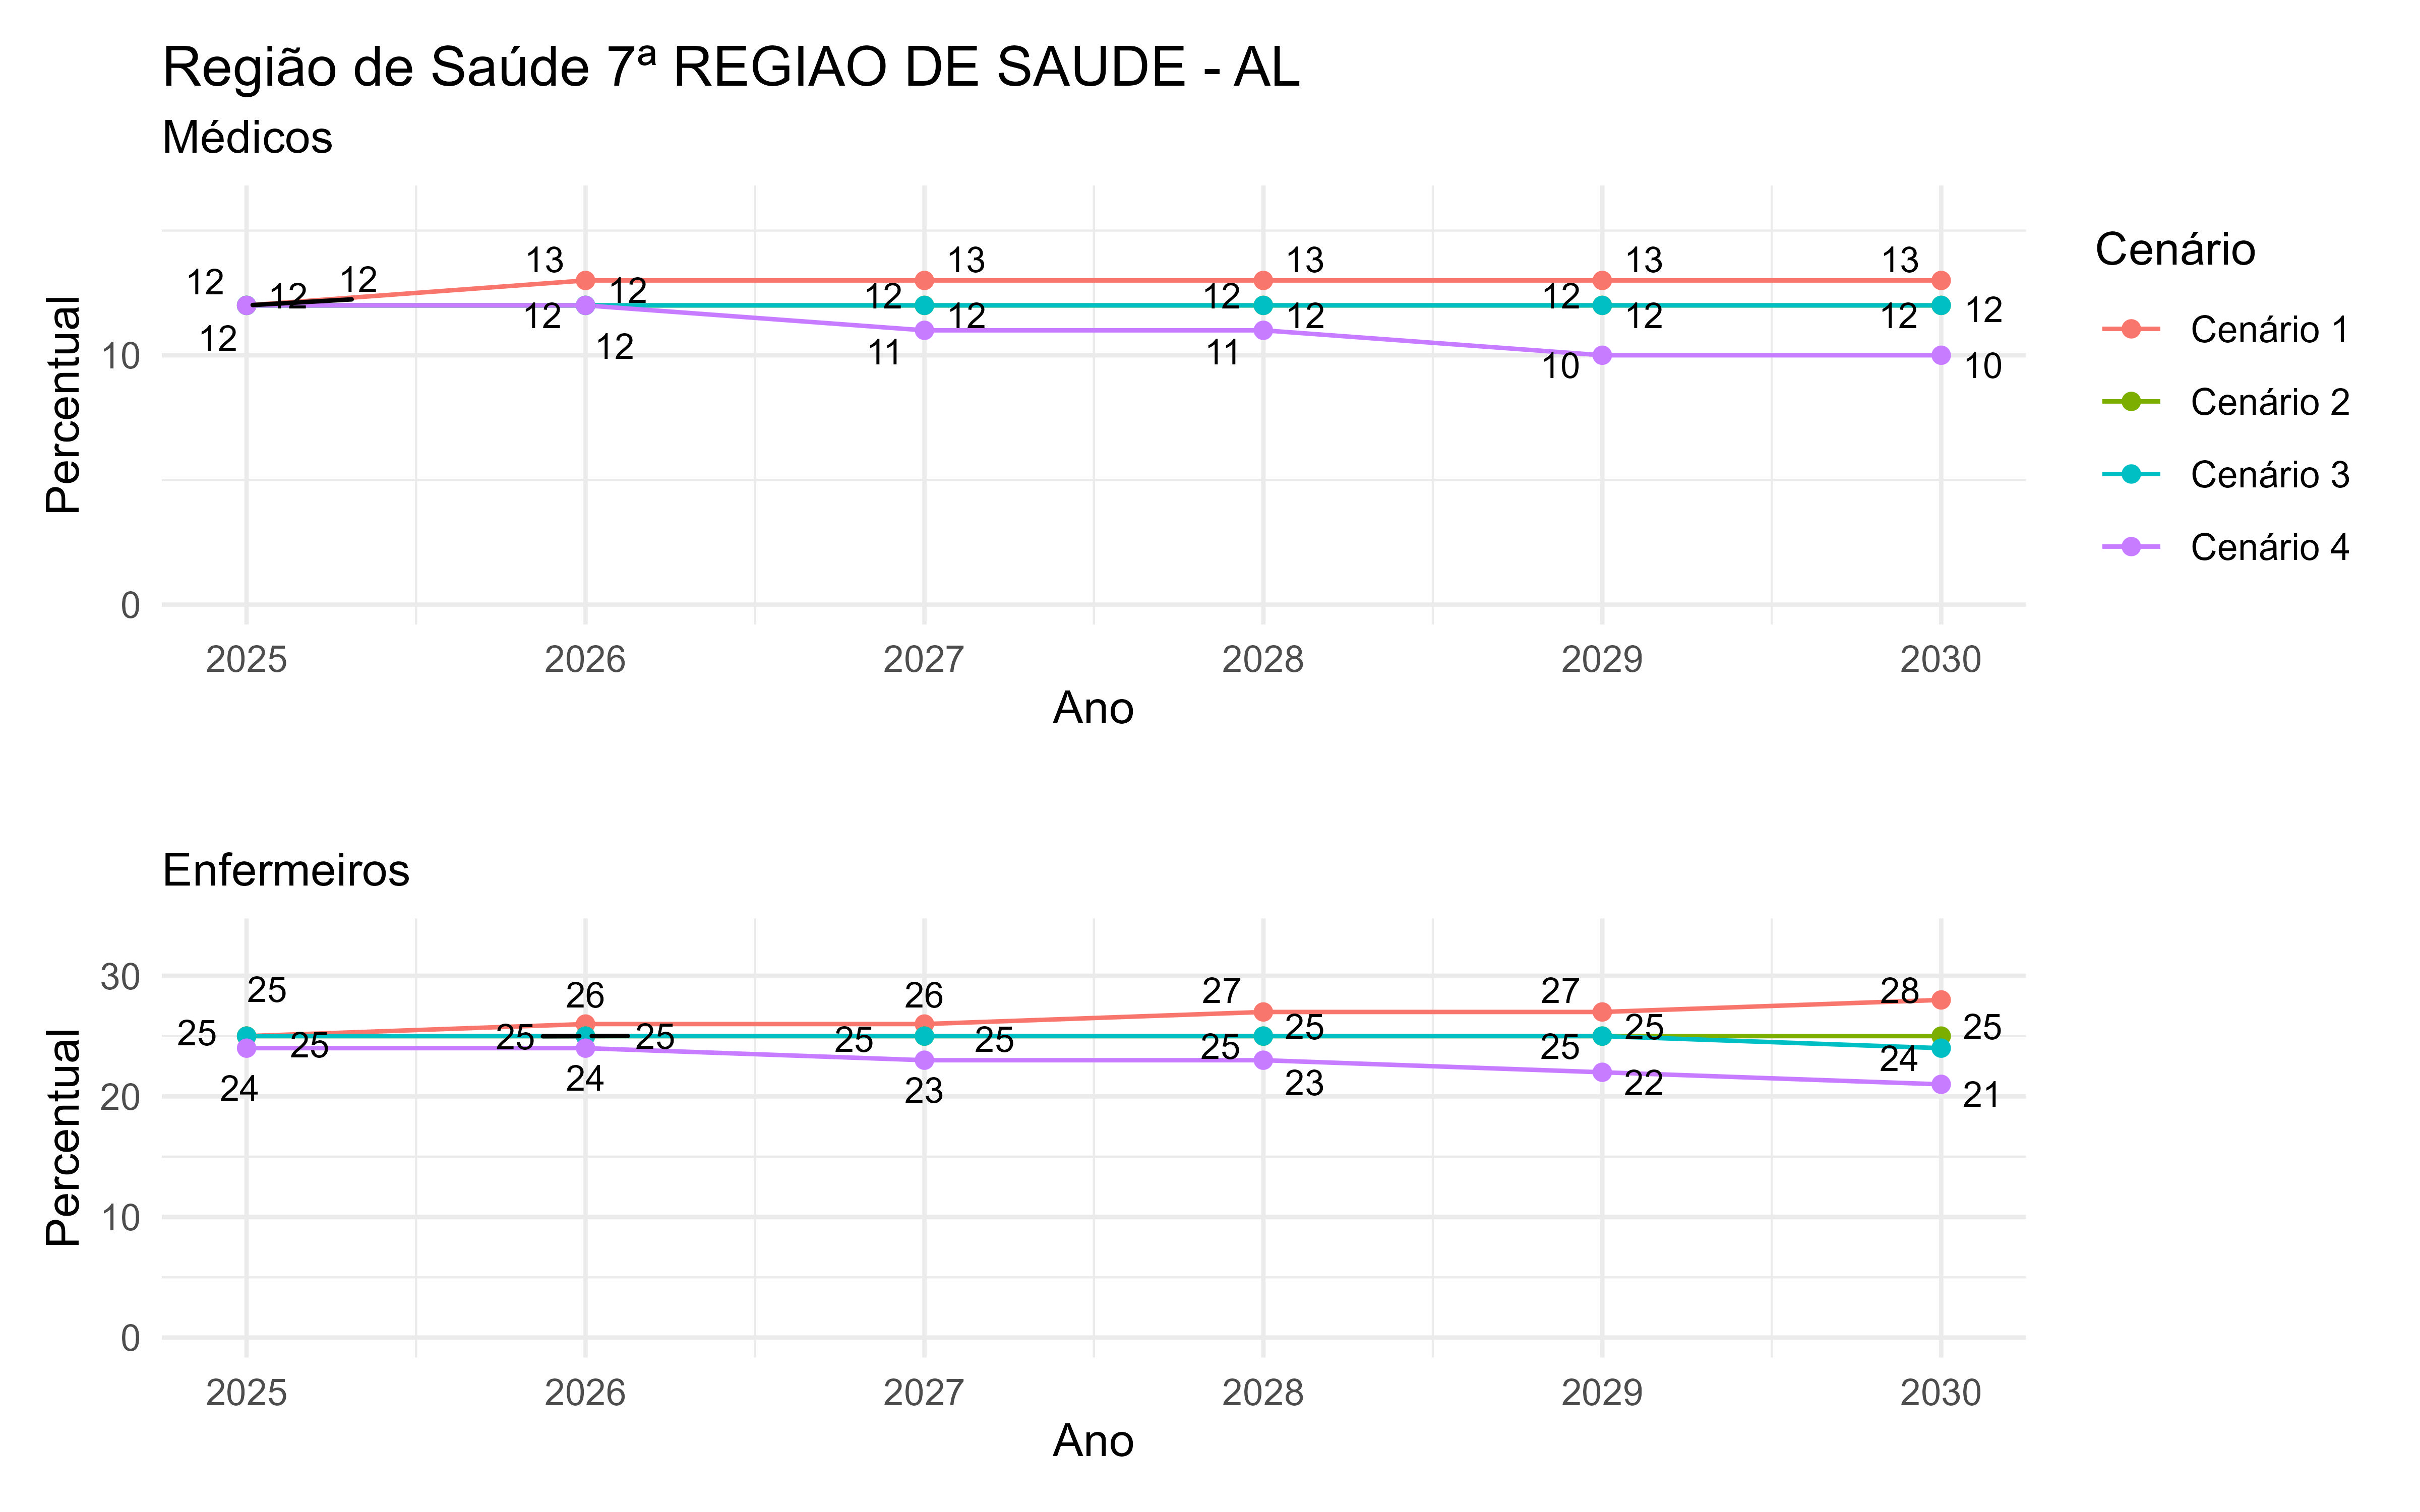 Região de Saúde 7ª REGIAO DE SAUDE - AL
Médicos
Percentual
10
0
12 12 12 12
13 12 12 12
13 12 12 11
13 12 12 11
13 12 12 10
13 12 12 10
2025 2026 2027 2028 2029 2030
Ano
Cenário
Cenário 1
Cenário 2
Cenário 3
Cenário 4
Enfermeiros
Percentual
30
20
10
0
25 25 25 24
26 25 25 24
26 25 25 23
27 25 25 23
27 25 25 22
28 25 24 21
2025 2026 2027 2028 2029 2030
Ano